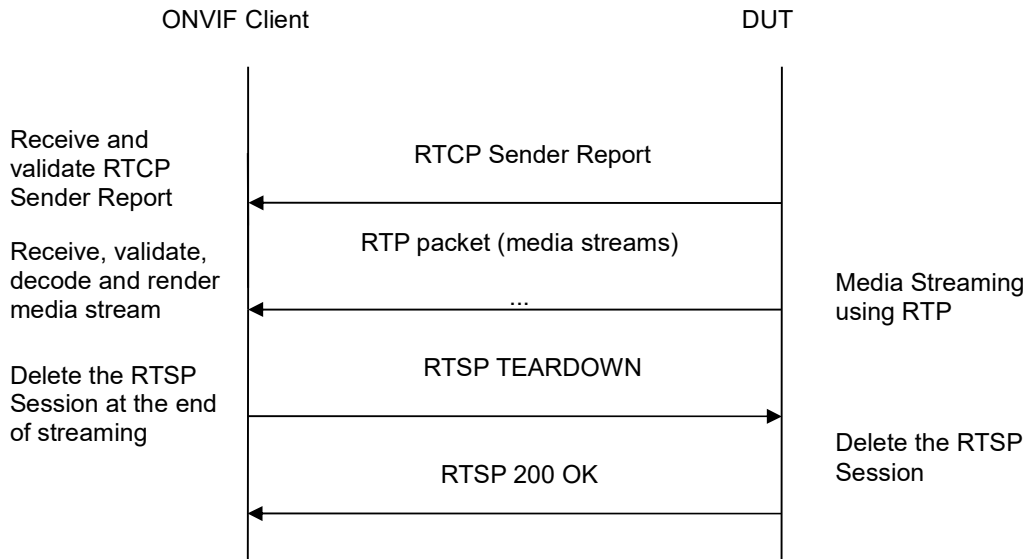 ONVIF Client
DUT
Receive and
validate RTCP
Sender Report
RTCP Sender Report
Receive, validate,
decode and render
media stream
RTP packet (media streams)
...
Media Streaming
using RTP
Delete the RTSP
Session at the end
of streaming
RTSP TEARDOWN
Delete the RTSP
Session
RTSP 200 OK